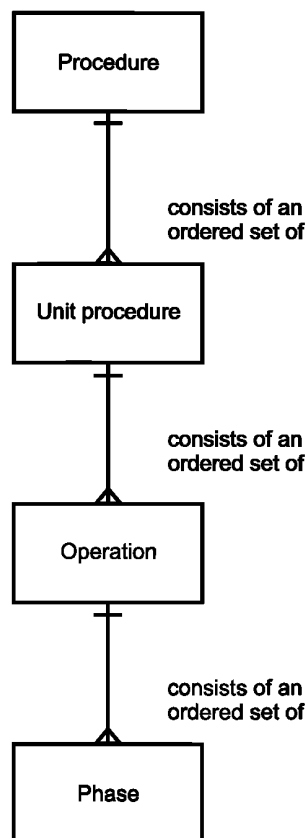 Procedure
consists of an
ordered set of
Unit procedure
consists of an
ordered set of
Operation
consists of an
ordered set of
Phase